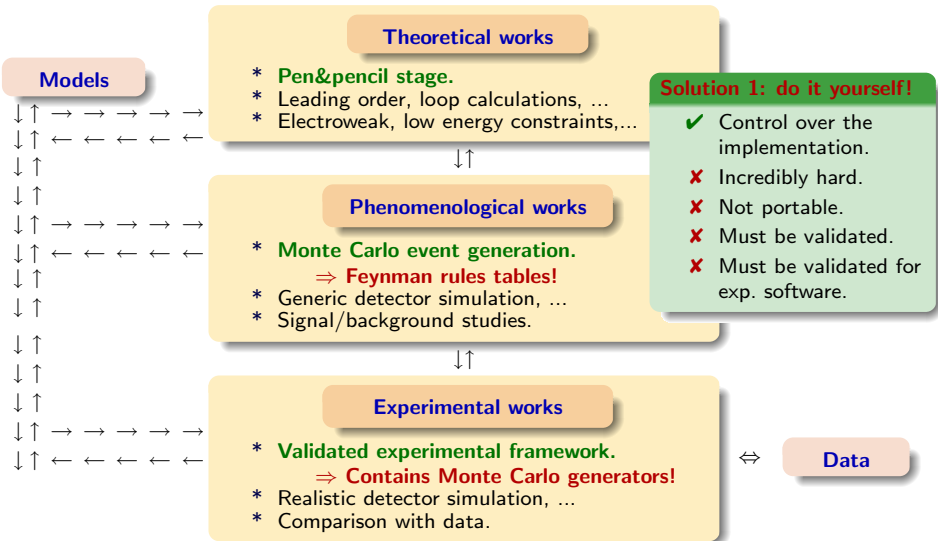 Models
↓↑ → → → → →
↓↑ ← ← ← ← ←
↓↑
↓↑
↓↑ → → → → →
↓↑ ← ← ← ← ←
↓↑
↓↑
↓↑
↓↑
↓↑ → → → → →
↓↑ ← ← ← ← ←
Theoretical works
* Pen&pencil stage.
* Leading order, loop calculations, ...
* Electroweak, low energy constraints,...
↓↑
Phenomenological works
* Monte Carlo event generation.
⇒ Feynman rules tables!
* Generic detector simulation, ...
* Signal/background studies.
↓↑
Experimental works
* Validated experimental framework.
⇒ Contains Monte Carlo generators!
* Realistic detector simulation, ...
* Comparison with data.
⇔
Data
Solution 1: do it yourself!
✔ Control over the
implementation.
✘ Incredibly hard.
✘ Not portable.
✘ Must be validated.
✘ Must be validated for
exp. software.